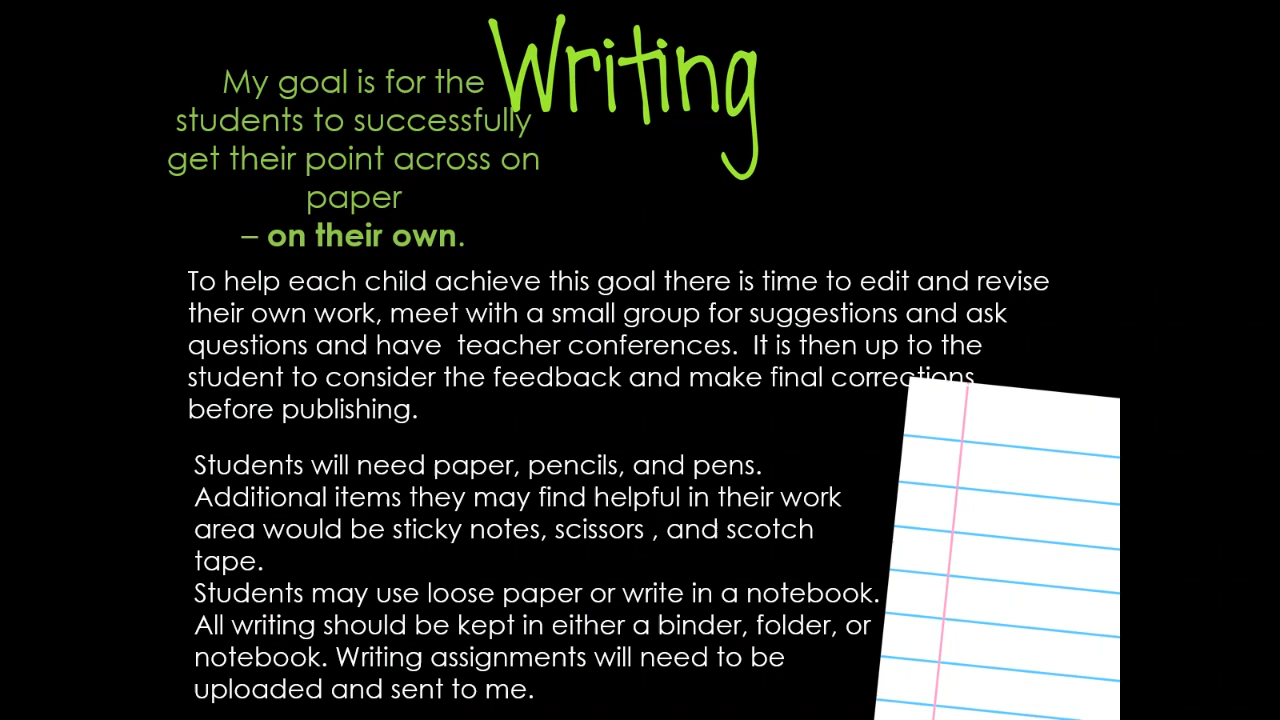 Writing
My goal is for the
students to successfully
get their point across on
paper
– on their own.
To help each child achieve this goal there is time to edit and revise
their own work, meet with a small group for suggestions and ask
questions and have  teacher conferences.  It is then up to the
student to consider the feedback and make final corrections
before publishing.
Students will need paper, pencils, and pens.
Additional items they may find helpful in their work
area would be sticky notes, scissors , and scotch
tape.
Students may use loose paper or write in a notebook.
All writing should be kept in either a binder, folder, or
notebook. Writing assignments will need to be
uploaded and sent to me.